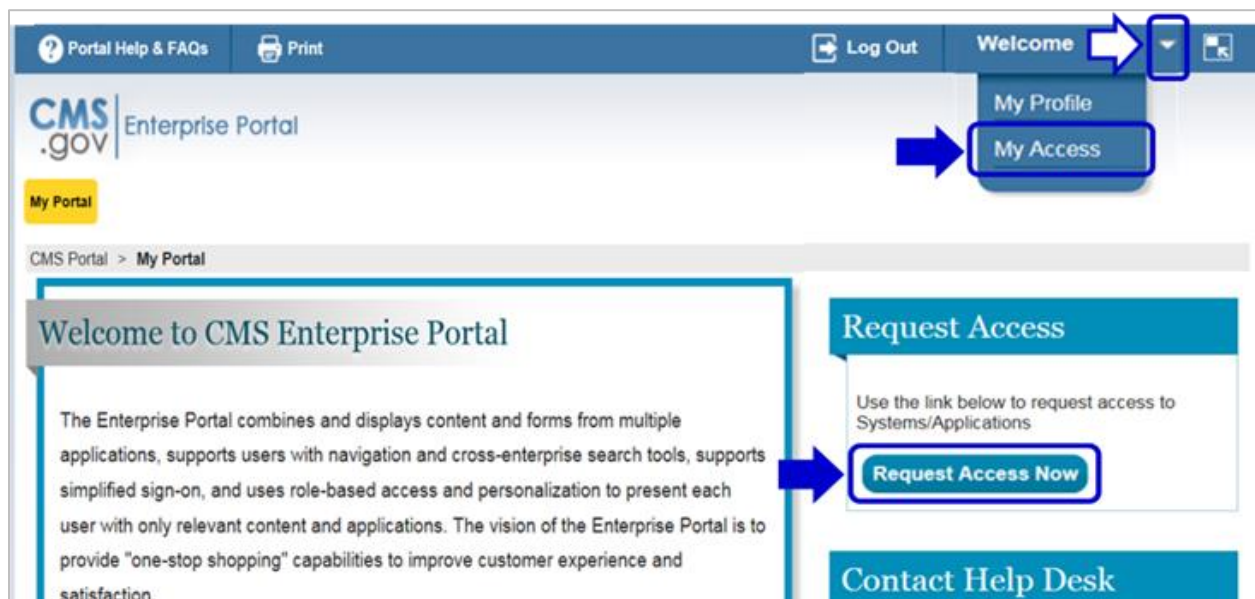 Portal Help & FAQs Print Log Out Welcome
My Profile
My Access
CMS
.gov
Enterprise Portal
My Portal
CMS Portal > My Portal
Welcome to CMS Enterprise Portal
The Enterprise Portal combines and displays content and forms from multiple
applications, supports users with navigation and cross-enterprise search tools, supports
simplified sign-on, and uses role-based access and personalization to present each
user with only relevant content and applications. The vision of the Enterprise Portal is to
provide "one-stop shopping" capabilities to improve customer experience and
satisfaction.
Request Access
Use the link below to request access to
Systems/Applications
Request Access Now
Contact Help Desk